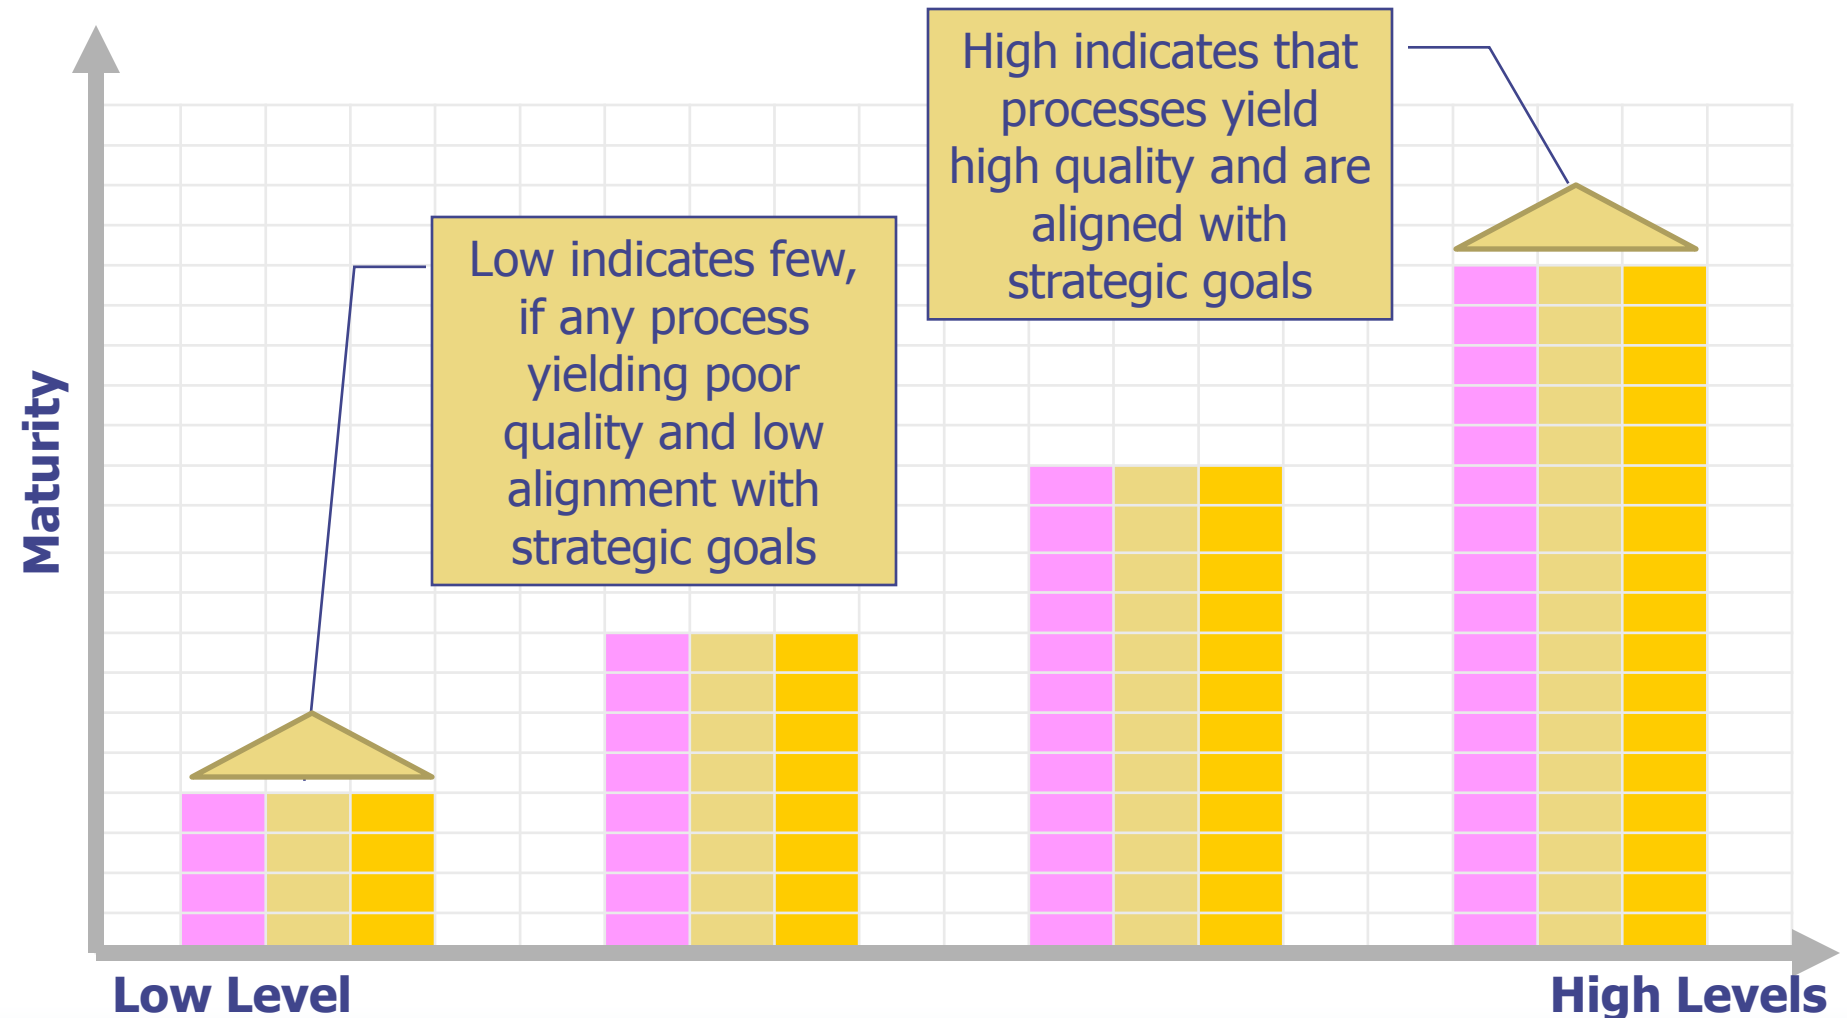 High indicates that
processes yield
high quality and are
aligned with
strategic goals
Low indicates few,
if any process
yielding poor
quality and low
alignment with
strategic goals
Maturity
Low Level
High Levels